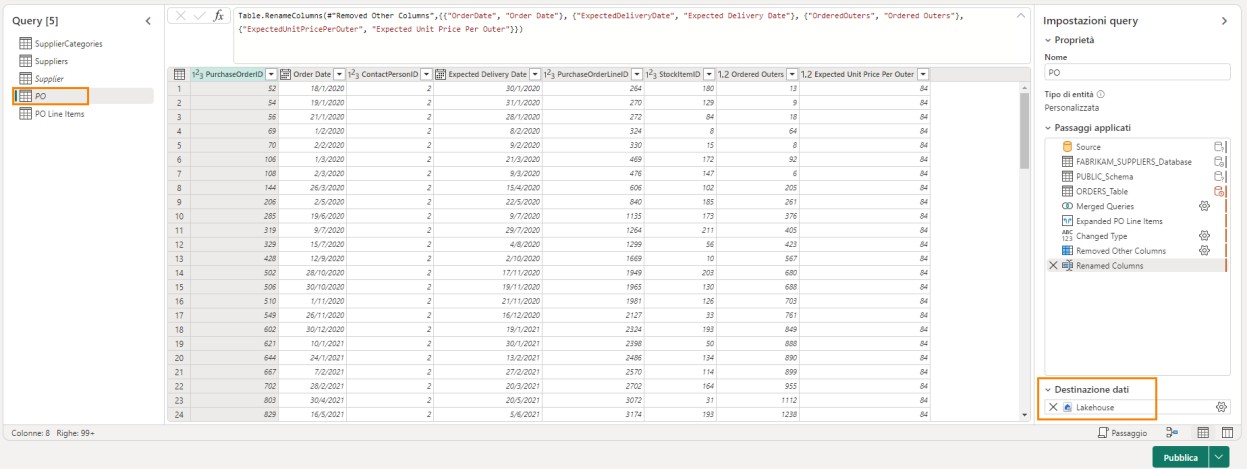 Query [5]
SupplierCategories
Suppliers
Supplier
PO
PO Line Items
fx
Table.RenameColumns(#"Removed Other Columns",{{"OrderDate", "Order Date"}, {"ExpectedDeliveryDate", "Expected Delivery Date"}, {"OrderedOuters", "Ordered Outers"},
{"ExpectedUnitPricePerOuter", "Expected Unit Price Per Outer"}})
1²3 PurchaseOrderID Order Date 1²3 ContactPersonID Expected Delivery Date 1²3 PurchaseOrderLineID 1²3 StockItemID 1.2 Ordered Outers 1.2 Expected Unit Price Per Outer
1 52 18/1/2020 2 30/1/2020 264 180 13 84
2 54 19/1/2020 2 31/1/2020 270 129 9 84
3 56 21/1/2020 2 28/1/2020 272 84 18 84
4 69 1/2/2020 2 8/2/2020 324 8 64 84
5 70 2/2/2020 2 9/2/2020 330 15 8 84
6 106 1/3/2020 2 21/3/2020 469 172 92 84
7 108 2/3/2020 2 9/3/2020 476 147 6 84
8 144 26/3/2020 2 15/4/2020 606 102 205 84
9 206 2/5/2020 2 22/5/2020 840 185 261 84
10 285 19/6/2020 2 9/7/2020 1135 173 376 84
11 319 9/7/2020 2 29/7/2020 1264 211 405 84
12 329 15/7/2020 2 4/8/2020 1299 56 423 84
13 428 12/9/2020 2 2/10/2020 1669 10 567 84
14 502 28/10/2020 2 17/11/2020 1949 203 680 84
15 506 30/10/2020 2 19/11/2020 1965 130 688 84
16 510 1/11/2020 2 21/11/2020 1981 126 703 84
17 549 26/11/2020 2 16/12/2020 2127 33 761 84
18 602 30/12/2020 2 19/1/2021 2324 193 849 84
19 621 10/1/2021 2 30/1/2021 2398 50 888 84
20 644 24/1/2021 2 13/2/2021 2486 134 890 84
21 667 7/2/2021 2 27/2/2021 2570 114 899 84
22 702 28/2/2021 2 20/3/2021 2702 164 955 84
23 803 30/4/2021 2 20/5/2021 3072 31 1112 84
24 829 16/5/2021 2 5/6/2021 3174 193 1238 84
Impostazioni query
Proprietà
Nome
PO
Tipo di entità
Personalizzata
Passaggi applicati
Source
FABRIKAM_SUPPLIERS_Database
PUBLIC_Schema
ORDERS_Table
Merged Queries
Expanded PO Line Items
ABC
123 Changed Type
Removed Other Columns
Renamed Columns
Destinazione dati
Lakehouse
Colonne: 8 Righe: 99+
Passaggio
Pubblica